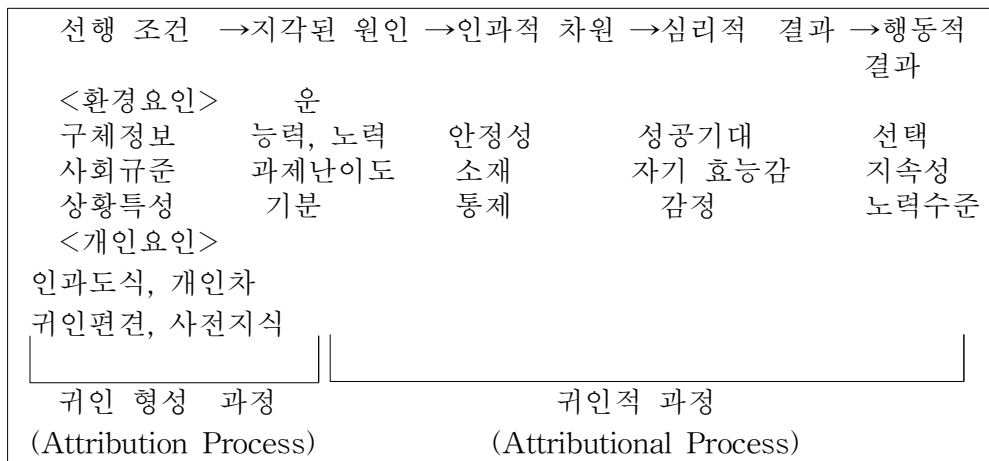 선행 조건 →지각된 원인 →인과적 차원 →심리적 결과 →행동적
결과
<환경요인> 운
구체정보 능력, 노력 안정성 성공기대 선택
사회규준 과제난이도 소재 자기 효능감 지속성
상황특성 기분 통제 감정 노력수준
<개인요인>
인과도식, 개인차
귀인편견, 사전지식
귀인 형성 과정 귀인적 과정
(Attribution Process) (Attributional Process)